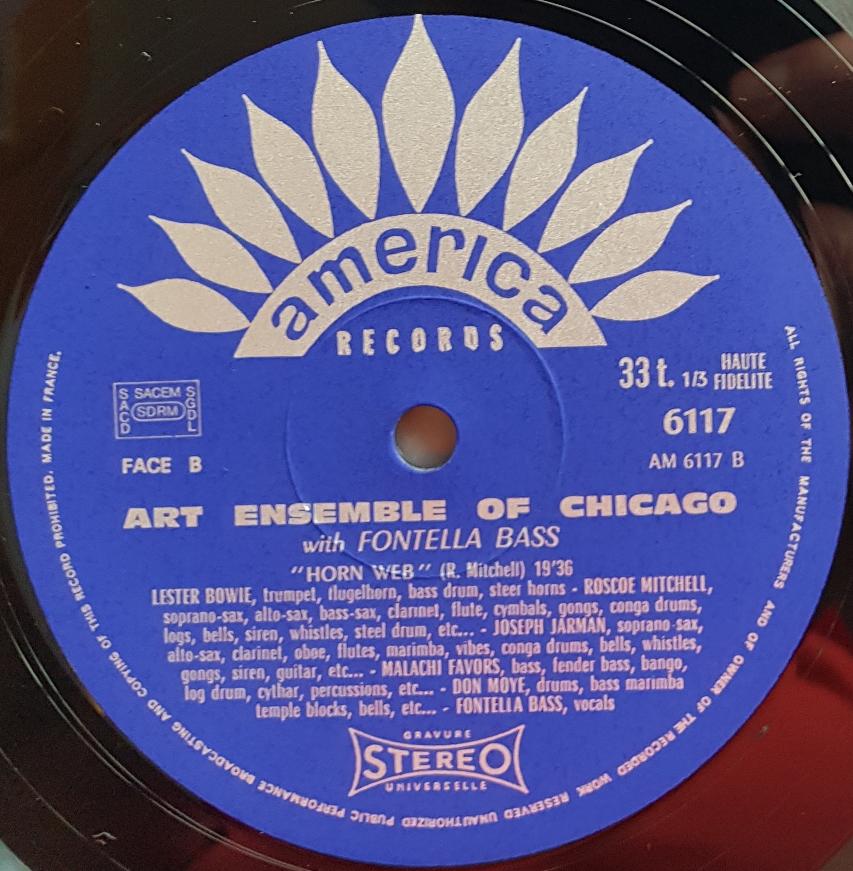 america
RECORDS
33 t. 1/3 HAUTE FIDELITE
6117
AM 6117 B
SACEM
SACD
SDRM
SGDL
FACE B
ART ENSEMBLE OF CHICAGO
with FONTELLA BASS
"HORN WEB" (R. Mitchell) 19'36
LESTER BOWIE, trumpet, flugelhorn, bass drum, steer horns - ROSCOE MITCHELL,
soprano-sax, alto-sax, bass-sax, clarinet, flute, cymbals, gongs, conga drums,
logs, bells, siren, whistles, steel drum, etc... - JOSEPH JARMAN, soprano-sax,
alto-sax, clarinet, oboe, flutes, marimba, vibes, conga drums, bells, whistles,
gongs, siren, guitar, etc... - MALACHI FAVORS, bass, fender bass, bango,
log drum, cythar, percussions, etc... - DON MOYE, drums, bass marimba
temple blocks, bells, etc... - FONTELLA BASS, vocals
GRAVURE
STEREO
UNIVERSELLE
ALL RIGHTS OF THE MANUFACTURERS AND OF OWNER OF THE RECORDED WORK RESERVED UNAUTHORIZED PUBLIC PERFORMANCE BROADCASTING AND COPYING OF THIS RECORD PROHIBITED. MADE IN FRANCE.